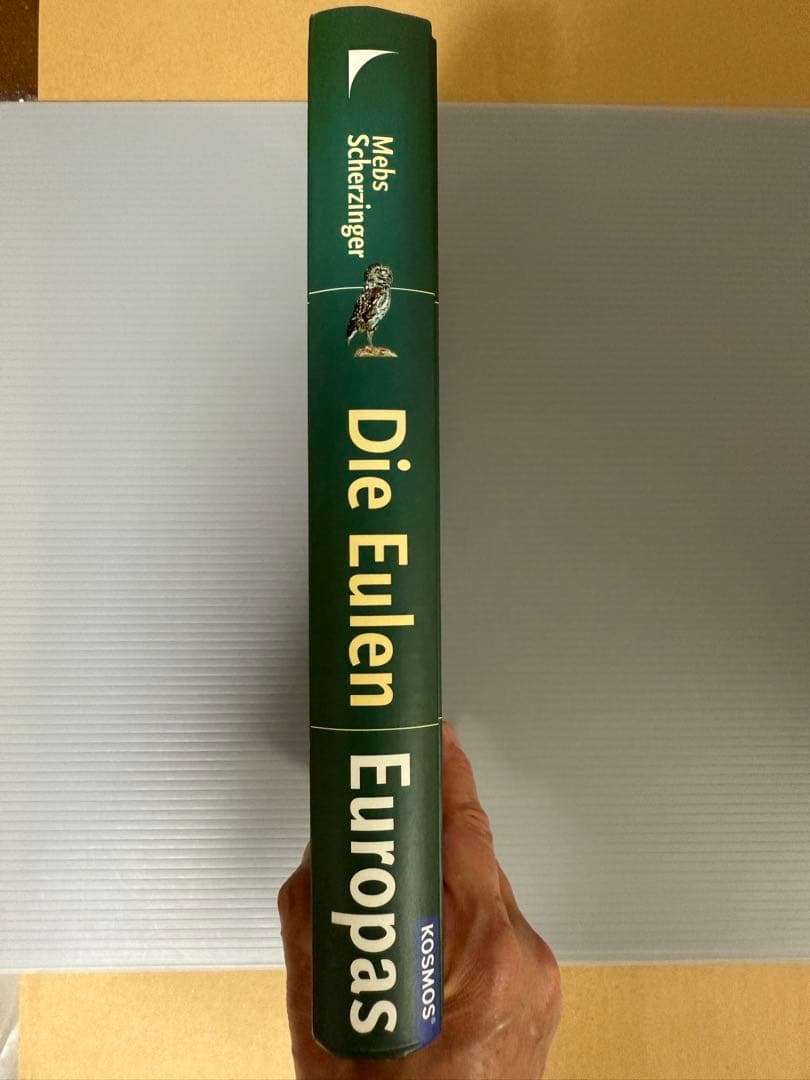 Mebs
Scherzinger
Die Eulen
Europas
KOSMOS®